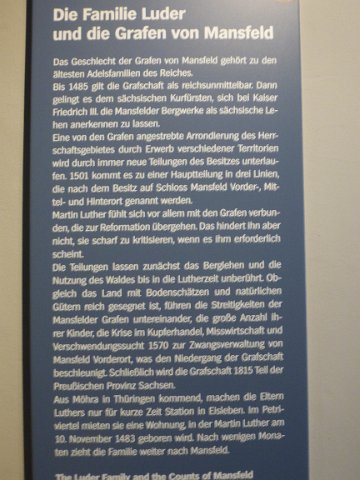 Die Familie Luder
und die Grafen von Mansfeld
Das Geschlecht der Grafen von Mansfeld gehört zu den
ältesten Adelsfamilien des Reiches.
Bis 1485 gilt die Grafschaft als reichsunmittelbar. Dann
gelingt es dem sächsischen Kurfürsten, sich bei Kaiser
Friedrich III. die Mansfelder Bergwerke als sächsische Le-
hen anerkennen zu lassen.
Eine von den Grafen angestrebte Arrondierung des Herr-
schaftsgebietes durch Erwerb verschiedener Territorien
wird durch immer neue Teilungen des Besitzes unterlau-
fen. 1501 kommt es zu einer Hauptteilung in drei Linien,
die nach dem Besitz auf Schloss Mansfeld Vorder-, Mit-
tel- und Hinterort genannt werden.
Martin Luther fühlt sich vor allem mit den Grafen verbun-
den, die zur Reformation übergehen. Das hindert ihn aber
nicht, sie scharf zu kritisieren, wenn es ihm erforderlich
scheint.
Die Teilungen lassen zunächst das Berglehen und die
Nutzung des Waldes bis in die Lutherzeit unberührt. Ob-
gleich das Land mit Bodenschätzen und natürlichen
Gütern reich gesegnet ist, führen die Streitigkeiten der
Mansfelder Grafen untereinander, die große Anzahl ih-
rer Kinder, die Krise im Kupferhandel, Misswirtschaft und
Verschwendungssucht 1570 zur Zwangsverwaltung von
Mansfeld Vorderort, was den Niedergang der Grafschaft
beschleunigt. Schließlich wird die Grafschaft 1815 Teil der
Preußischen Provinz Sachsen.
Aus Möhra in Thüringen kommend, machen die Eltern
Luthers nur für kurze Zeit Station in Eisleben. Im Petri-
viertel mieten sie eine Wohnung, in der Martin Luther am
10. November 1483 geboren wird. Nach wenigen Mona-
ten zieht die Familie weiter nach Mansfeld.
The Luder Family and the Counts of Mansfeld